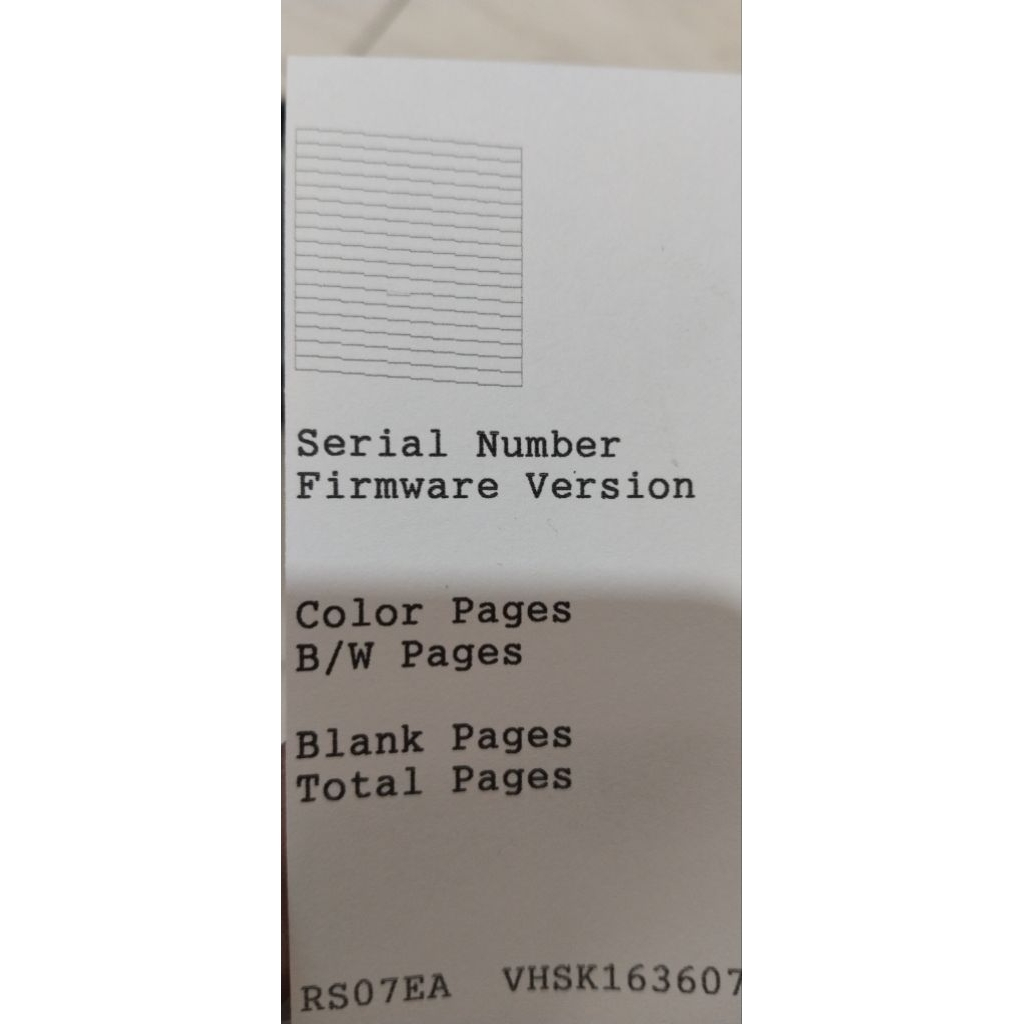 Serial Number
Firmware Version
Color Pages
B/W Pages
Blank Pages
Total Pages
RS07EA VHSK163607